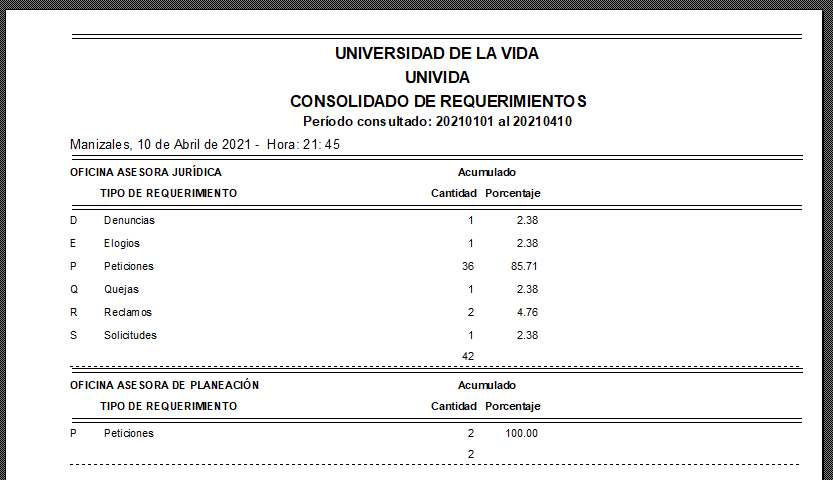 UNIVERSIDAD DE LA VIDA
UNIVIDA
CONSOLIDADO DE REQUERIMIENTOS
Período consultado: 20210101 al 20210410
Manizales, 10 de Abril de 2021 - Hora: 21: 45
OFICINA ASESORA JURÍDICA Acumulado
TIPO DE REQUERIMIENTO Cantidad Porcentaje
D Denuncias 1 2.38
E Elogios 1 2.38
P Peticiones 36 85.71
Q Quejas 1 2.38
R Reclamos 2 4.76
S Solicitudes 1 2.38
42
OFICINA ASESORA DE PLANEACIÓN Acumulado
TIPO DE REQUERIMIENTO Cantidad Porcentaje
P Peticiones 2 100.00
2